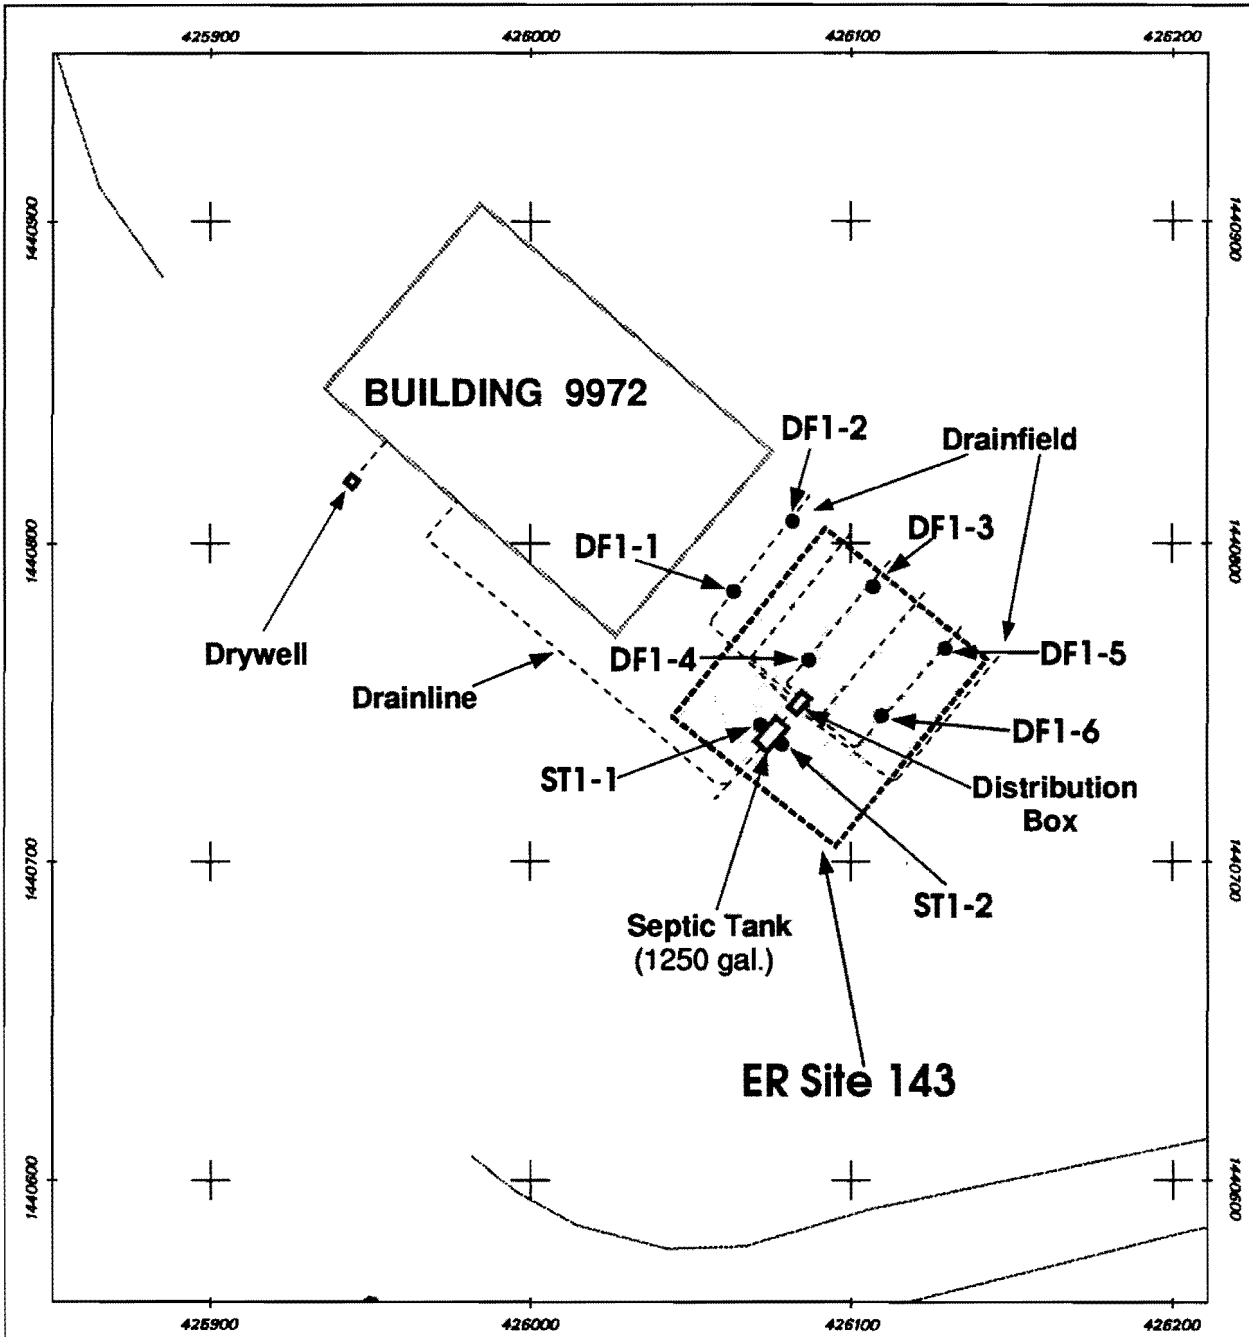 425900 426000 426100 426200
1440900 1440900
BUILDING 9972
DF1-2
Drainfield
DF1-3
DF1-1
1440800 1440800
Drywell
DF1-4
DF1-5
Drainline
DF1-6
ST1-1
Distribution
Box
1440700 1440700
ST1-2
Septic Tank
(1250 gal.)
ER Site 143
1440600 1440600
425900 426000 426100 426200